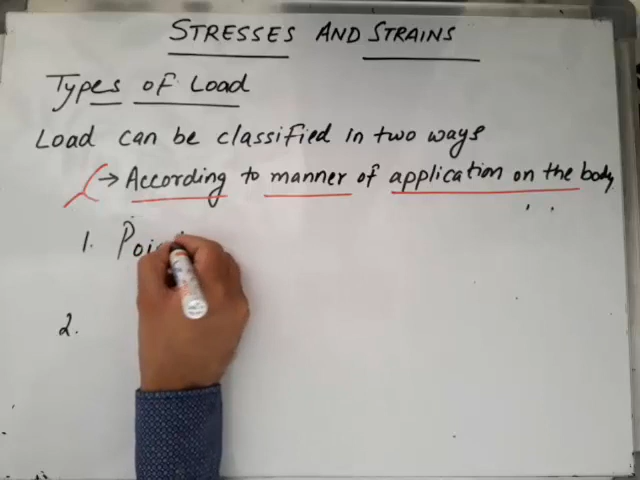 STRESSES AND STRAINS
Types of Load
Load can be classified in two ways
→ According to manner of application on the body
1.
2.